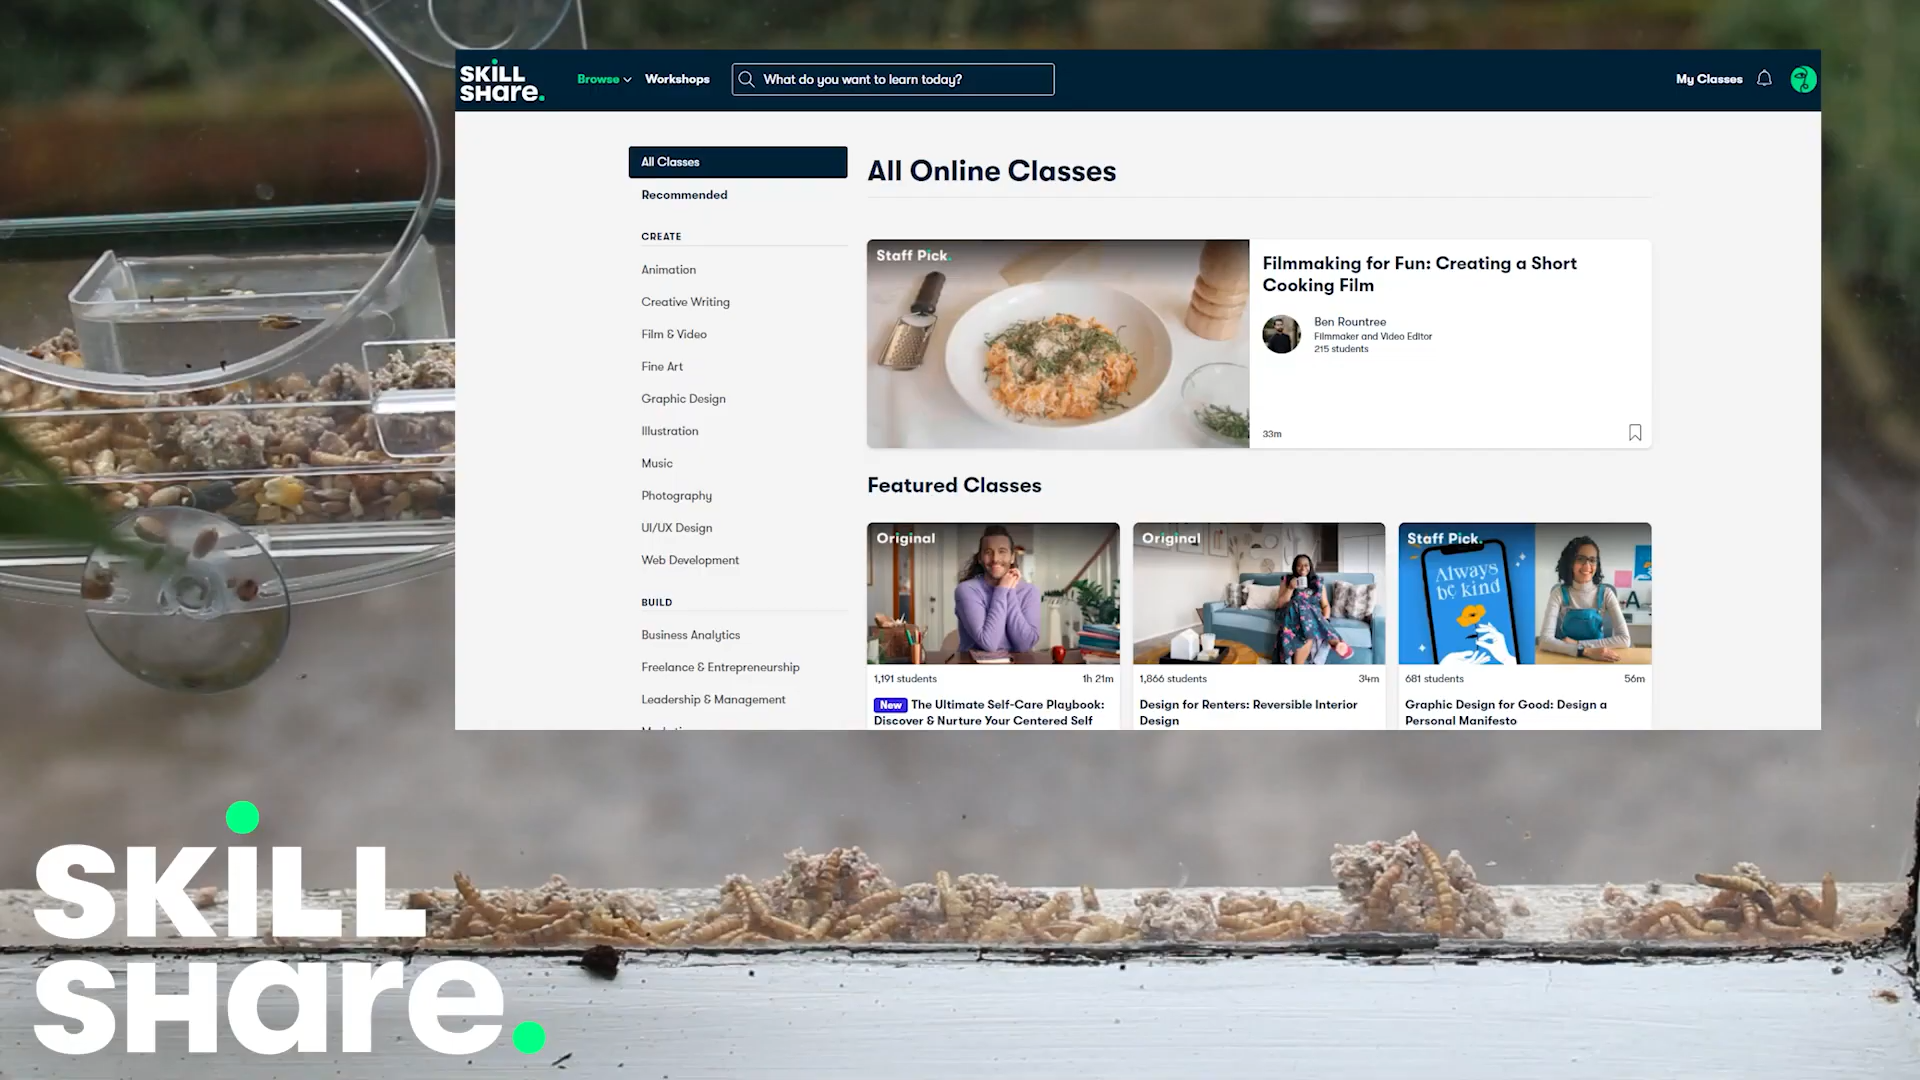 SKILL
SHare.
Browse
Workshops
What do you want to learn today?
My Classes
All Classes
Recommended
CREATE
Animation
Creative Writing
Film & Video
Fine Art
Graphic Design
Illustration
Music
Photography
UI/UX Design
Web Development
BUILD
Business Analytics
Freelance & Entrepreneurship
Leadership & Management
All Online Classes
Staff Pick.
Filmmaking for Fun: Creating a Short
Cooking Film
Ben Rountree
Filmmaker and Video Editor
215 students
33m
Featured Classes
Original
1,191 students
1h 21m
New The Ultimate Self-Care Playbook:
Discover & Nurture Your Centered Self
Original
1,866 students
34m
Design for Renters: Reversible Interior
Design
Staff Pick.
Always
be kind
681 students
56m
Graphic Design for Good: Design a
Personal Manifesto
SKILL
SHare.